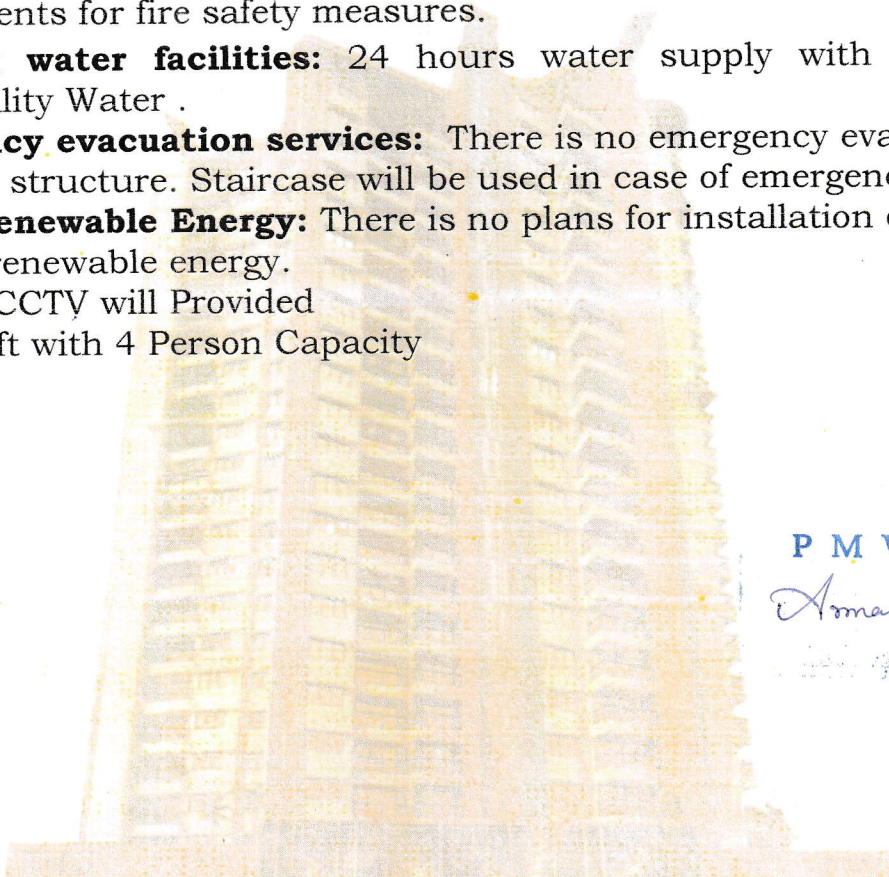 ents for fire safety measures.
water facilities: 24 hours water supply with
lity Water .
cy evacuation services: There is no emergency eva
structure. Staircase will be used in case of emergenc
enewable Energy: There is no plans for installation
renewable energy.
CCTV will Provided
ft with 4 Person Capacity
P M